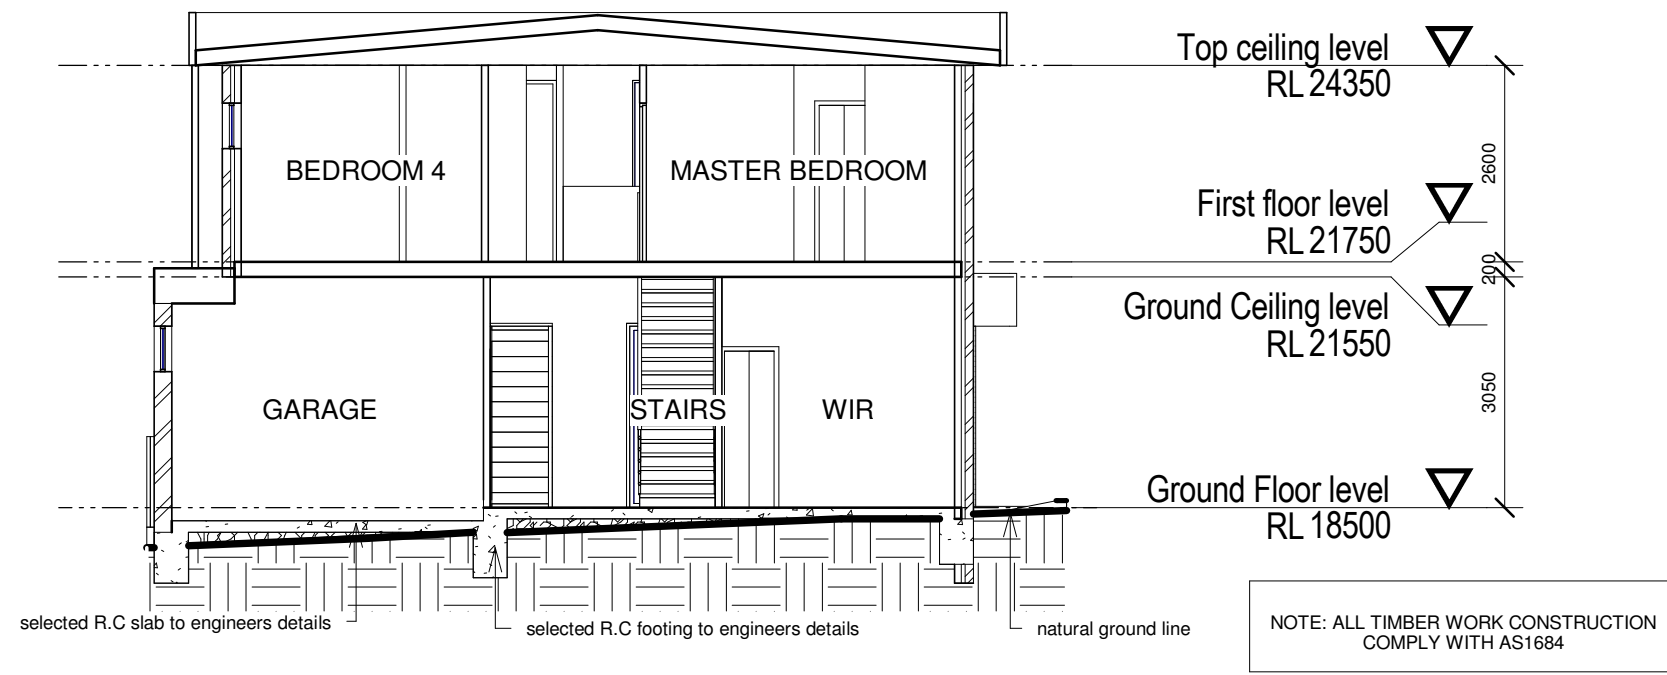 Top ceiling level
RL 24350
2600
BEDROOM 4
MASTER BEDROOM
First floor level
RL 21750
200
Ground Ceiling level
RL 21550
3050
GARAGE
STAIRS
WIR
Ground Floor level
RL 18500
selected R.C slab to engineers details
selected R.C footing to engineers details
natural ground line
NOTE: ALL TIMBER WORK CONSTRUCTION
COMPLY WITH AS1684